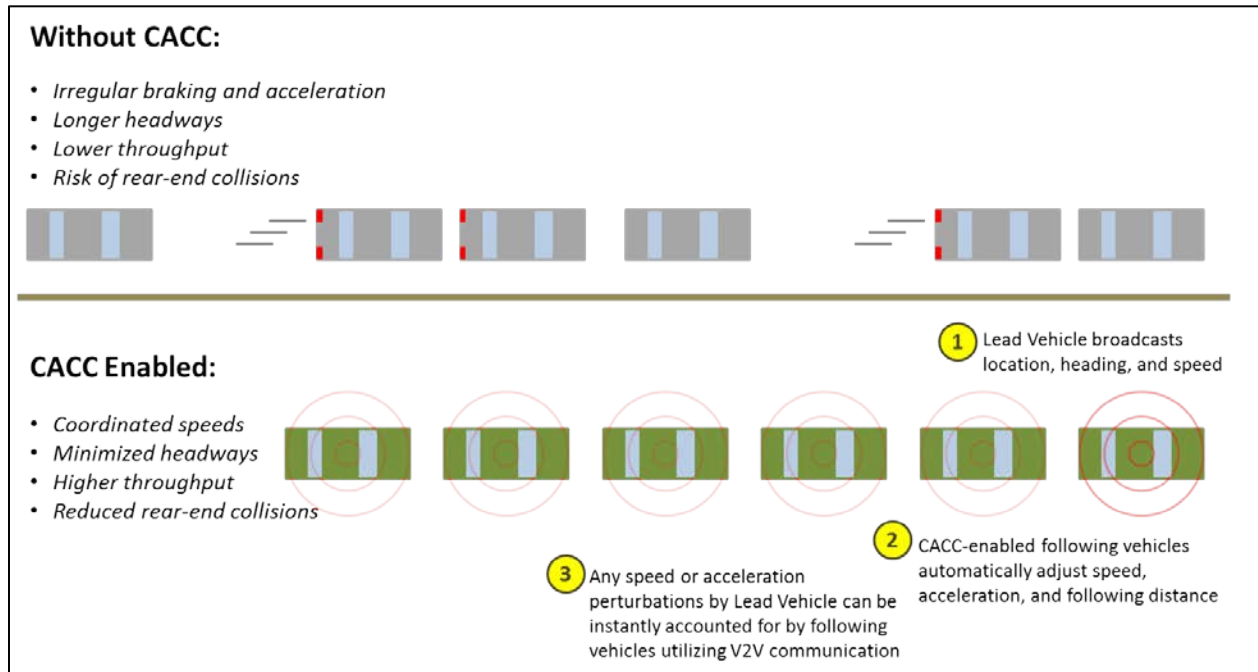 Without CACC:
• Irregular braking and acceleration
• Longer headways
• Lower throughput
• Risk of rear-end collisions
1 Lead Vehicle broadcasts
location, heading, and speed
CACC Enabled:
• Coordinated speeds
• Minimized headways
• Higher throughput
• Reduced rear-end collisions
2 CACC-enabled following vehicles
automatically adjust speed,
acceleration, and following distance
3 Any speed or acceleration
perturbations by Lead Vehicle can be
instantly accounted for by following
vehicles utilizing V2V communication